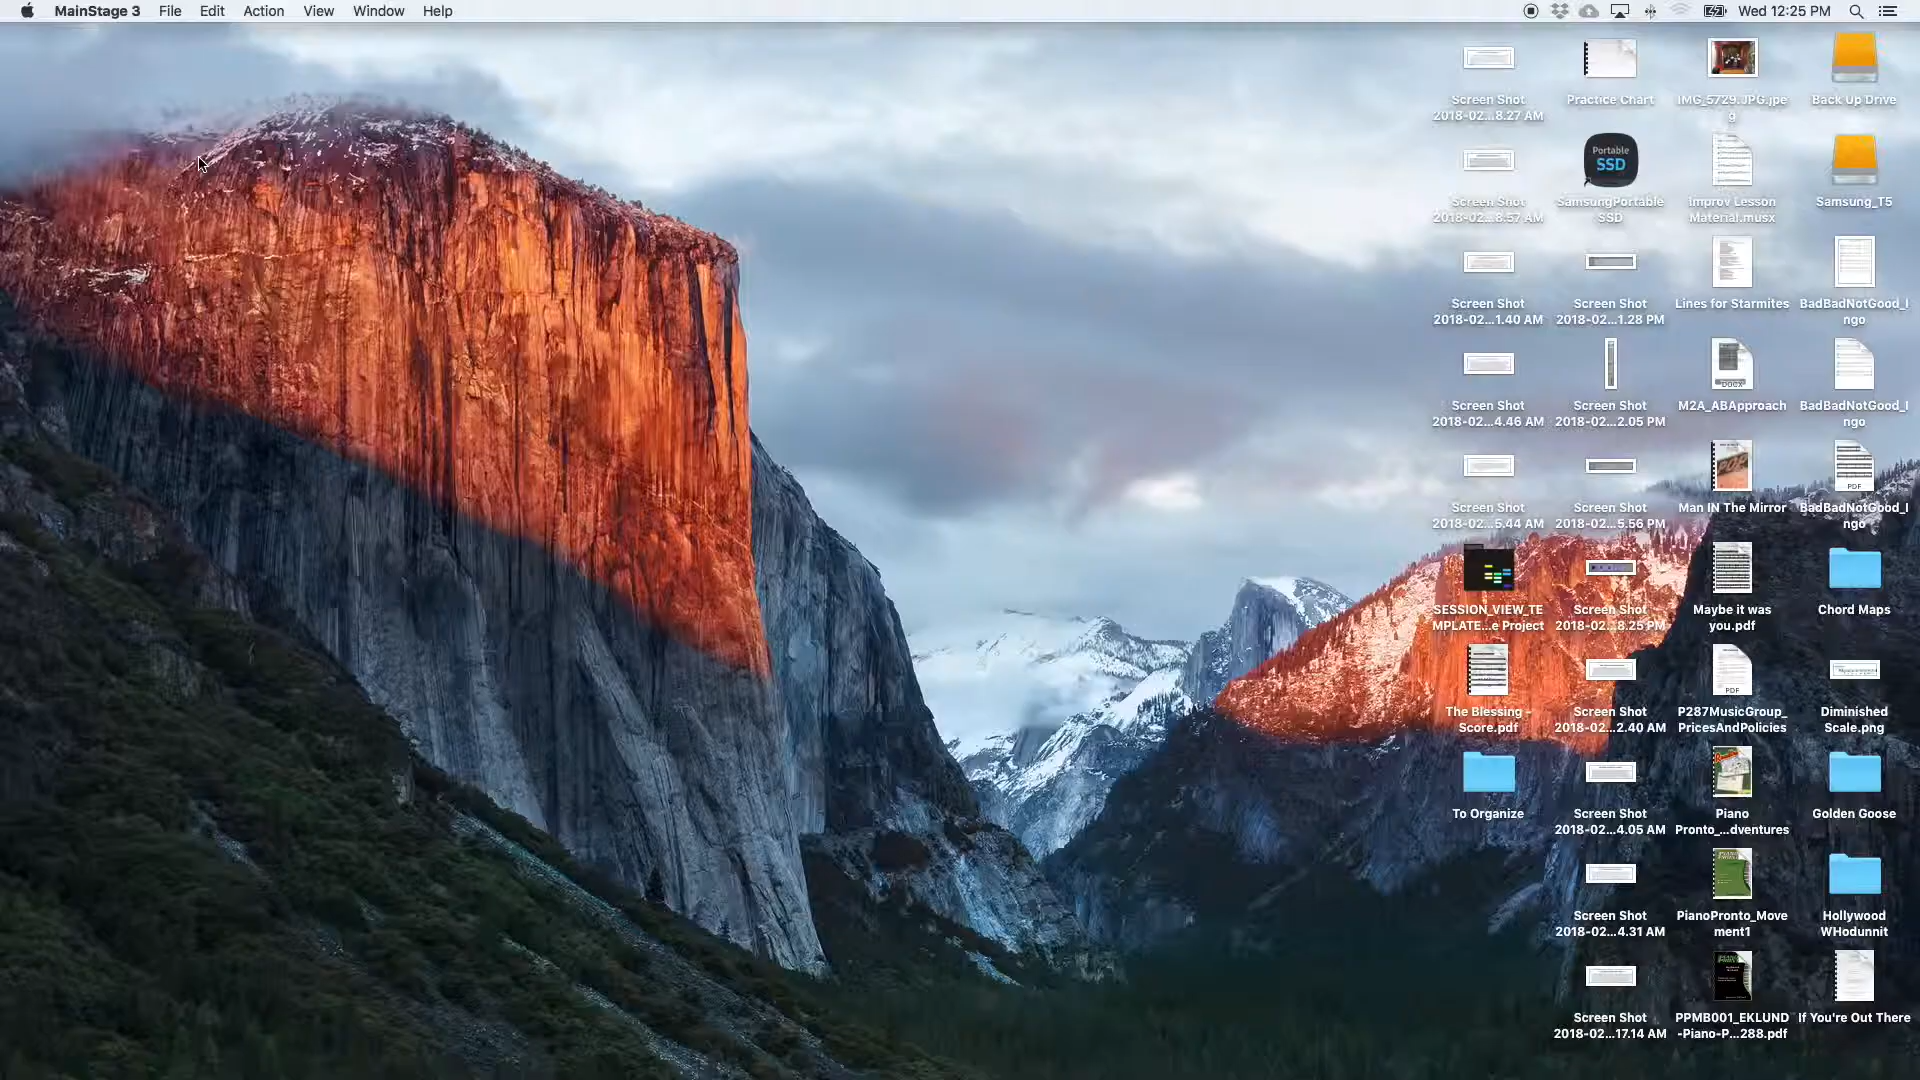 MainStage 3 File Edit Action View Window Help Wed 12:25 PM
Screen Shot
2018-02...8.27 AM
Practice Chart
IMG_5729.JPG.jpe
g
Back Up Drive
Portable
SSD
Screen Shot
2018-02...8.57 AM
SamsungPortable
SSD
Improv Lesson
Material.musx
Samsung_T5
Screen Shot
2018-02...1.40 AM
Screen Shot
2018-02...1.28 PM
Lines for Starmites
BadBadNotGood_I
ngo
DOCX
Screen Shot
2018-02...4.46 AM
Screen Shot
2018-02...2.05 PM
M2A_ABApproach
BadBadNotGood_I
ngo
PDF
Screen Shot
2018-02...5.44 AM
Screen Shot
2018-02...5.56 PM
Man IN The Mirror
BadBadNotGood_I
ngo
SESSION_VIEW_TE
MPLATE...e Project
Screen Shot
2018-02...8.25 PM
Maybe it was
you.pdf
Chord Maps
PDF
The Blessing -
Score.pdf
Screen Shot
2018-02...2.40 AM
P287MusicGroup_
PricesAndPolicies
Diminished
Scale.png
To Organize
Screen Shot
2018-02...4.05 AM
Piano
Pronto_...dventures
Golden Goose
Screen Shot
2018-02...4.31 AM
PianoPronto_Move
ment1
Hollywood
WHodunnit
Screen Shot
2018-02...17.14 AM
PPMB001_EKLUND
-Piano-P...288.pdf
If You're Out There